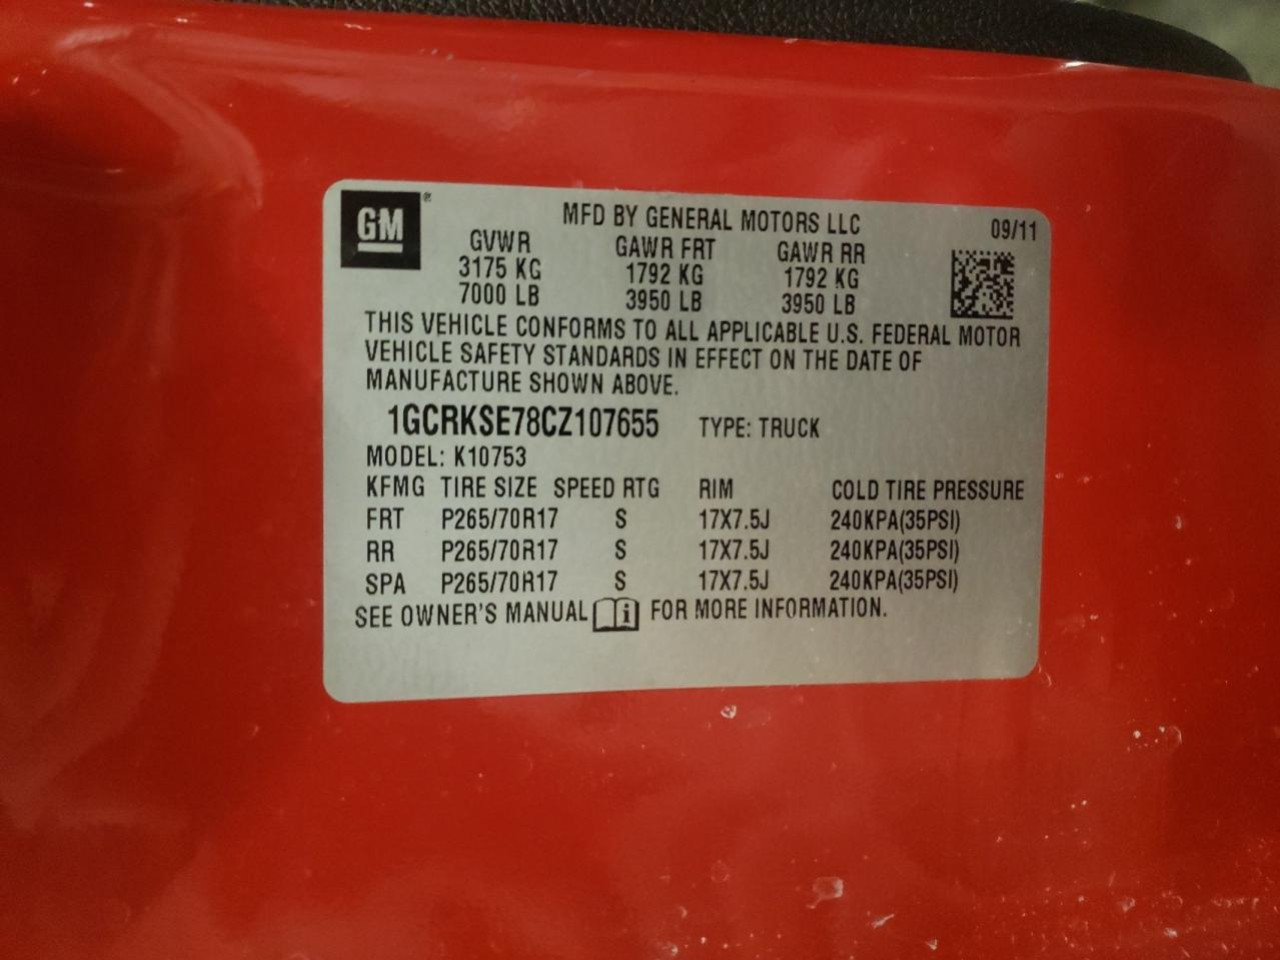 GM ®
MFD BY GENERAL MOTORS LLC 09/11
GVWR GAWR FRT GAWR RR
3175 KG 1792 KG 1792 KG
7000 LB 3950 LB 3950 LB
THIS VEHICLE CONFORMS TO ALL APPLICABLE U.S. FEDERAL MOTOR
VEHICLE SAFETY STANDARDS IN EFFECT ON THE DATE OF
MANUFACTURE SHOWN ABOVE.
1GCRKSE78CZ107655 TYPE: TRUCK
MODEL: K10753
KFMG TIRE SIZE SPEED RTG RIM COLD TIRE PRESSURE
FRT P265/70R17 S 17X7.5J 240KPA(35PSI)
RR P265/70R17 S 17X7.5J 240KPA(35PSI)
SPA P265/70R17 S 17X7.5J 240KPA(35PSI)
SEE OWNER'S MANUAL FOR MORE INFORMATION.